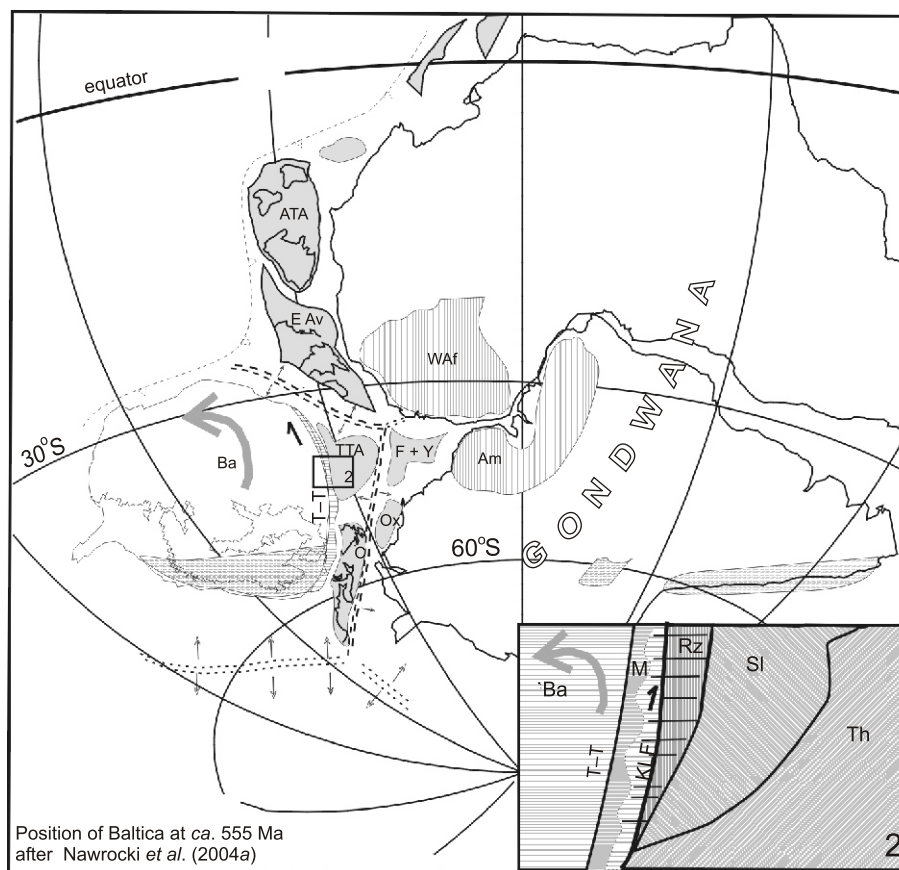 equator
ATA
E Av
WAf
GONDWANA
30°S
Ba
TTA
F + Y
Am
2
T–T
Ox
O
60°S
Ba
M
Rz
Sl
Th
T–T
KLF
2
Position of Baltica at ca. 555 Ma
after Nawrocki et al. (2004a)